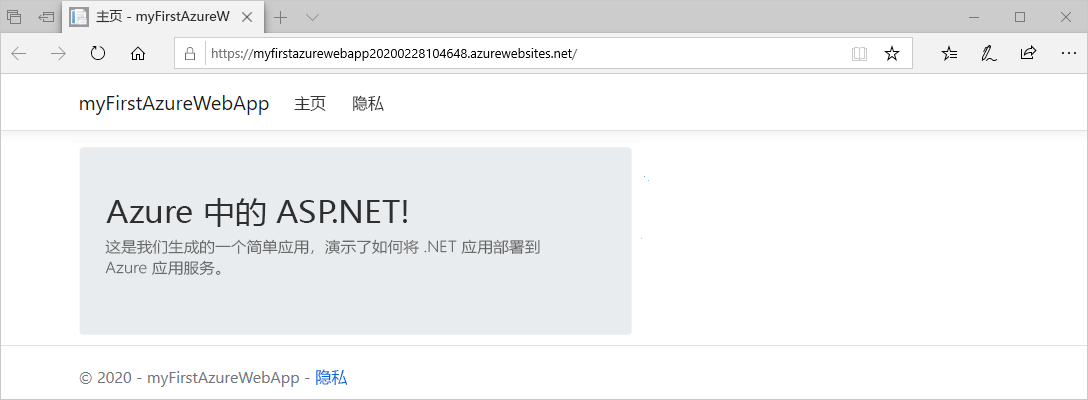 主页 - myFirstAzureW
https://myfirstazurewebapp20200228104648.azurewebsites.net/
myFirstAzureWebApp 主页 隐私
Azure 中的 ASP.NET!
这是我们生成的一个简单应用，演示了如何将 .NET 应用部署到
Azure 应用服务。
© 2020 - myFirstAzureWebApp - 隐私